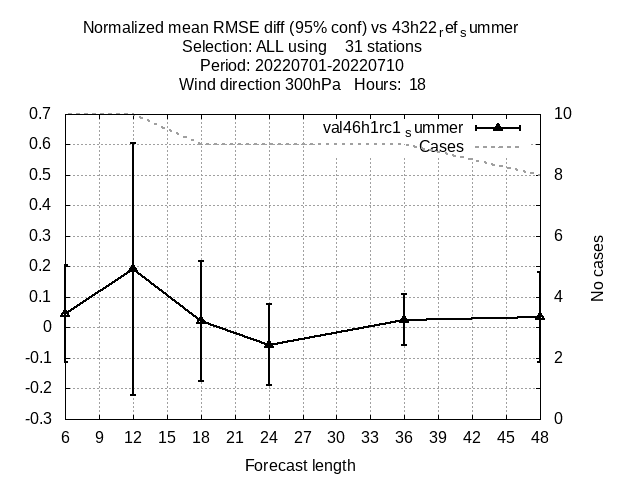 Normalized mean RMSE diff (95% conf) vs 43h22refsummer
Selection: ALL using    31 stations
Period: 20220701-20220710
Wind direction 300hPa   Hours:  18
0.7
0.6
0.5
0.4
0.3
0.2
0.1
0
-0.1
-0.2
-0.3
val46h1rc1summer
Cases
10
8
6
4
2
0
No cases
6 9 12 15 18 21 24 27 30 33 36 39 42 45 48
Forecast length